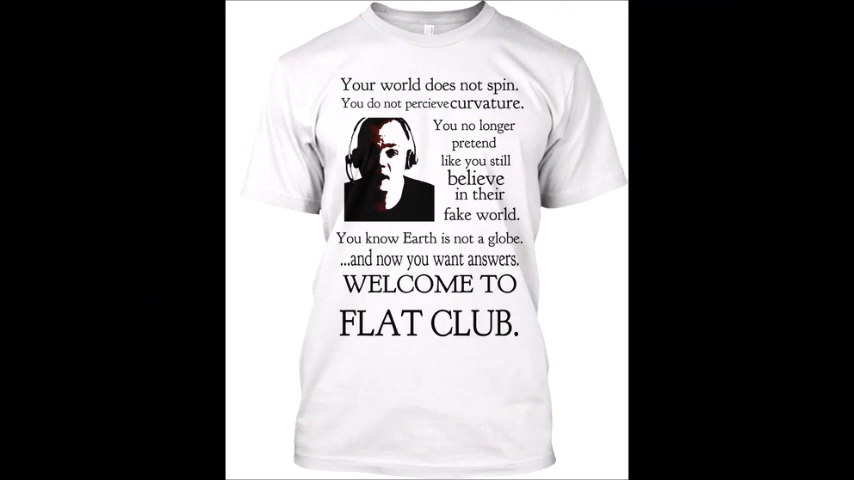 Your world does not spin.
You do not percieve curvature.
You no longer
pretend
like you still
believe
in their
fake world.
You know Earth is not a globe.
...and now you want answers.
WELCOME TO
FLAT CLUB.